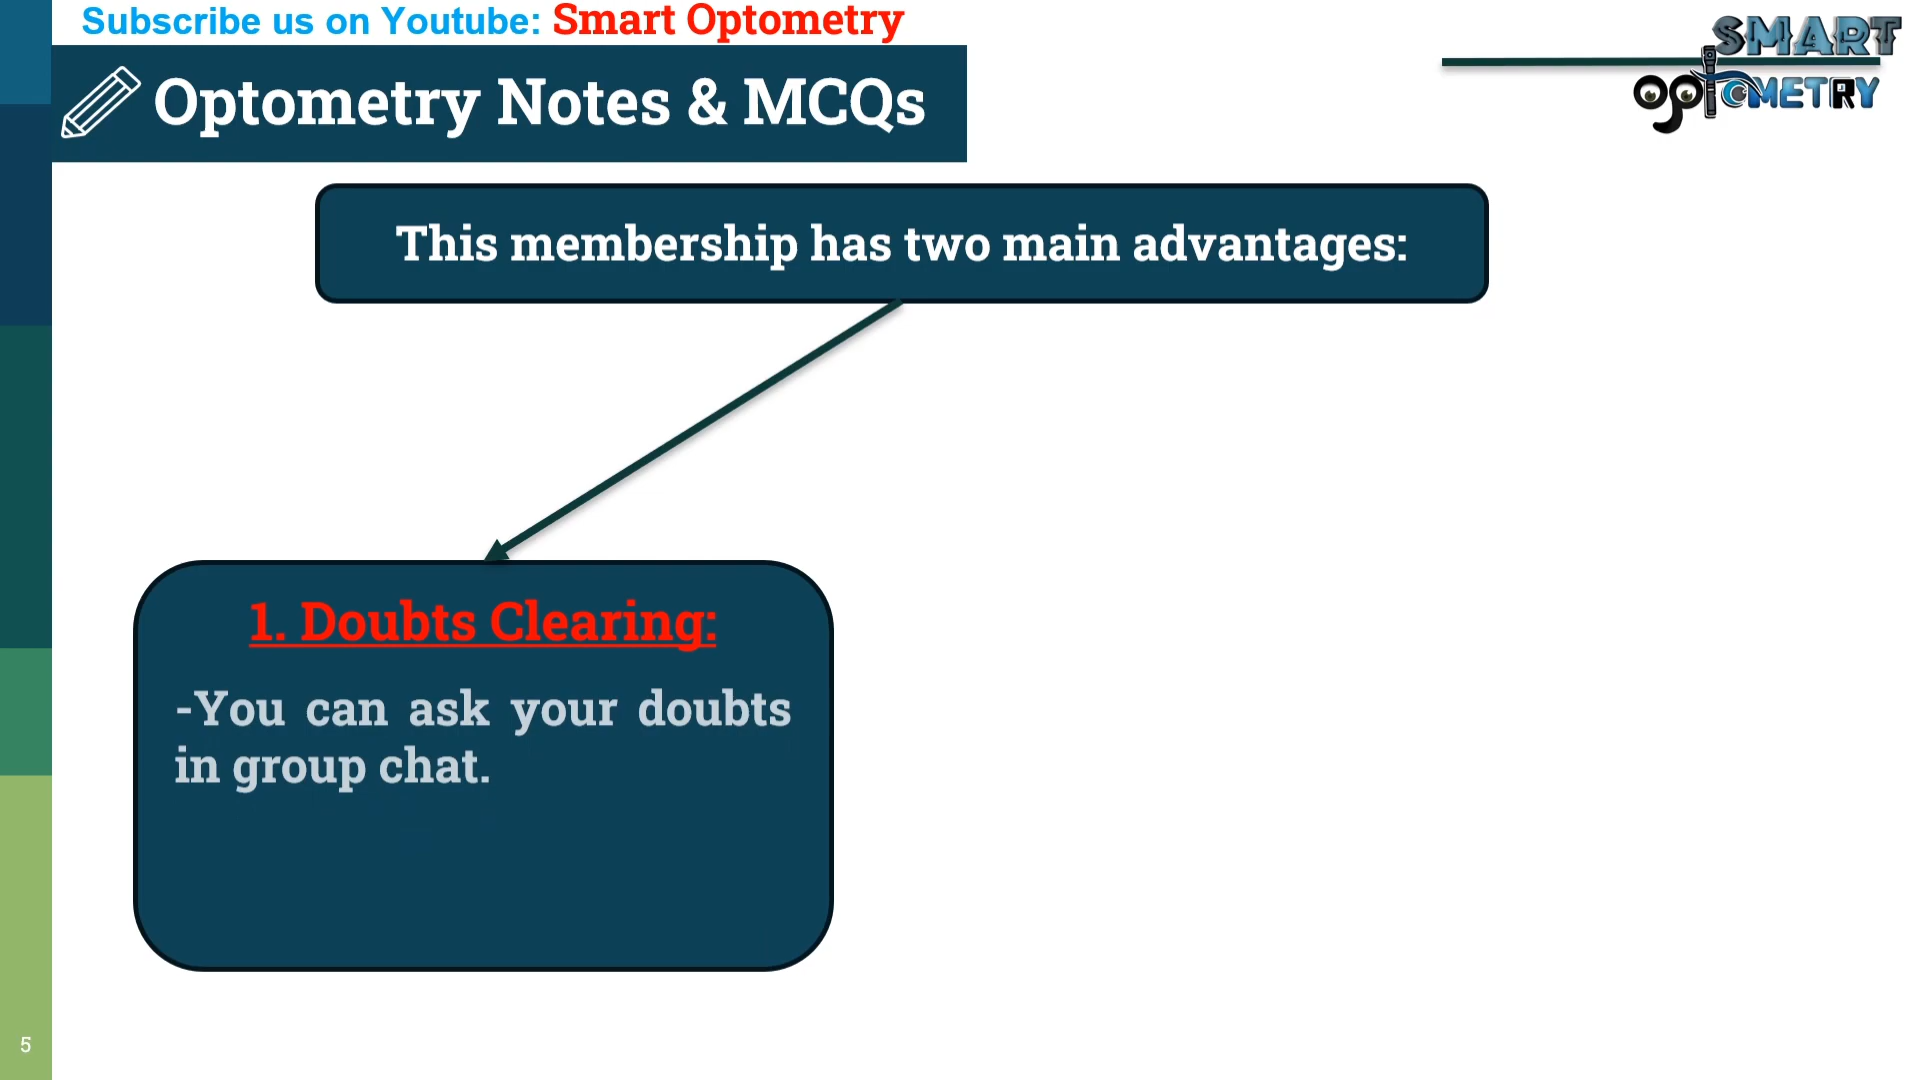 Subscribe us on Youtube: Smart Optometry
SMART
optOMETRY
Optometry Notes & MCQs
This membership has two main advantages:
1. Doubts Clearing:
-You can ask your doubts
in group chat.
5